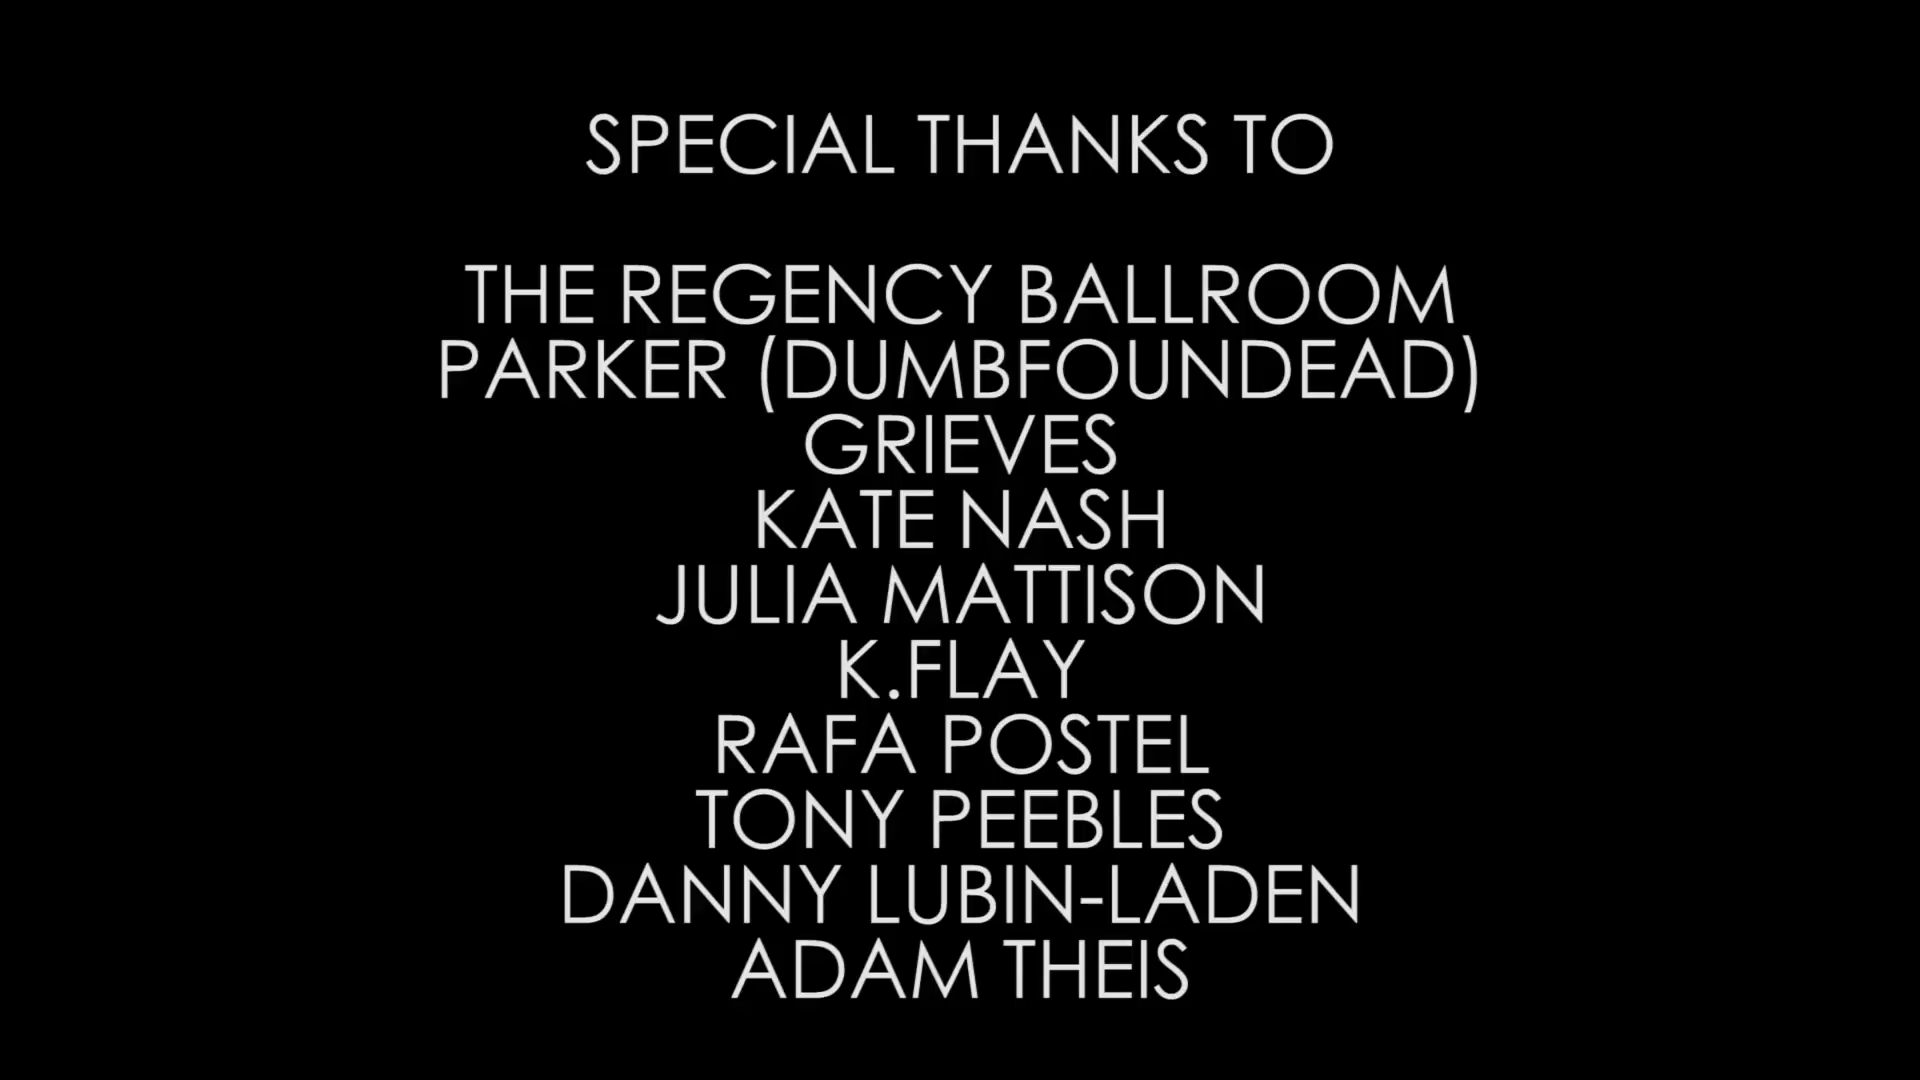 SPECIAL THANKS TO
THE REGENCY BALLROOM
PARKER (DUMBFOUNDEAD)
GRIEVES
KATE NASH
JULIA MATTISON
K.FLAY
RAFA POSTEL
TONY PEEBLES
DANNY LUBIN-LADEN
ADAM THEIS